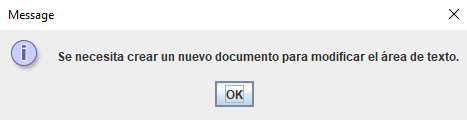 Message
Se necesita crear un nuevo documento para modificar el área de texto.
OK